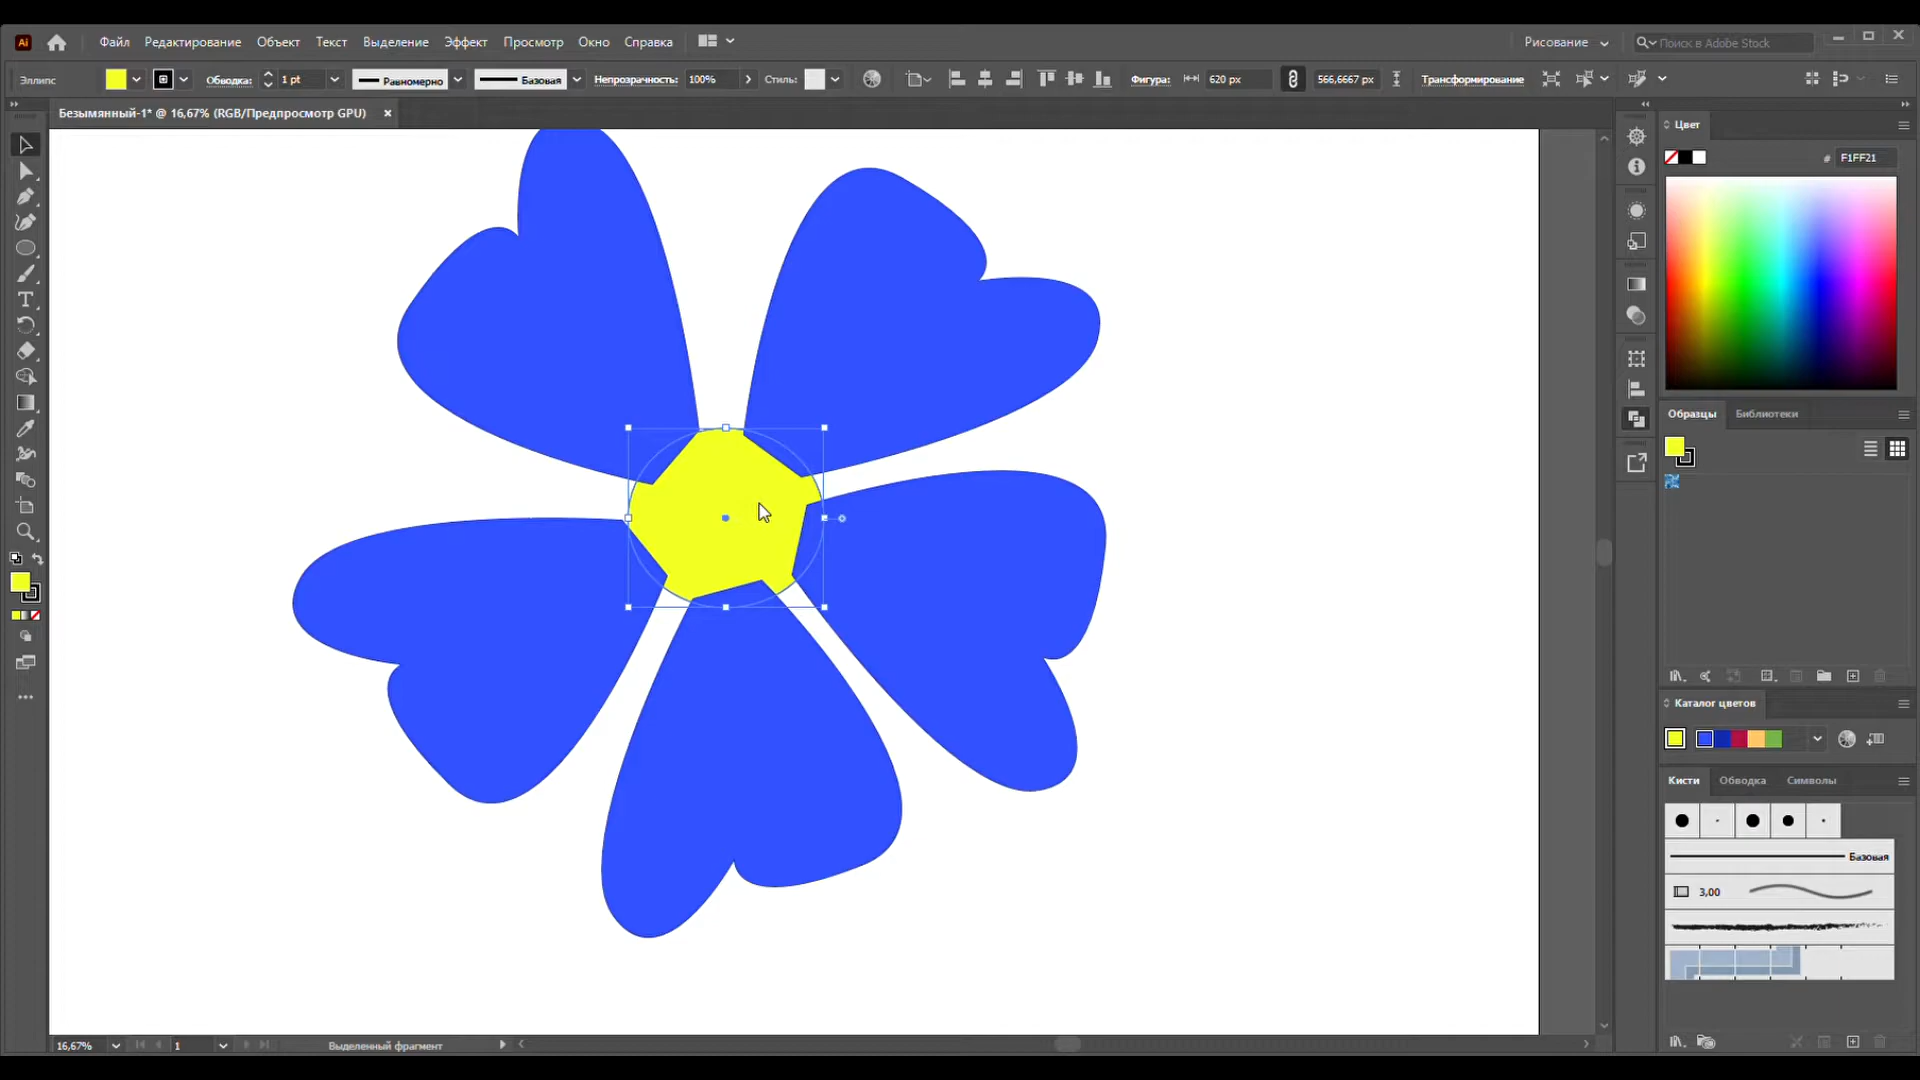 Ai Файл Редактирование Объект Текст Выделение Эффект Просмотр Окно Справка Рисование Поиск в Adobe Stock
Эллипс Обводка: 1 pt Равномерно Базовая Непрозрачность: 100% Стиль: Фигура: 620 px 566,6667 px Трансформирование
Безымянный-1* @ 16,67% (RGB/Предпросмотр GPU) ×
Цвет
# F1FF21
Образцы Библиотеки
Каталог цветов
Кисти Обводка Символы
Базовая
3,00
16,67% 1 Выделенный фрагмент